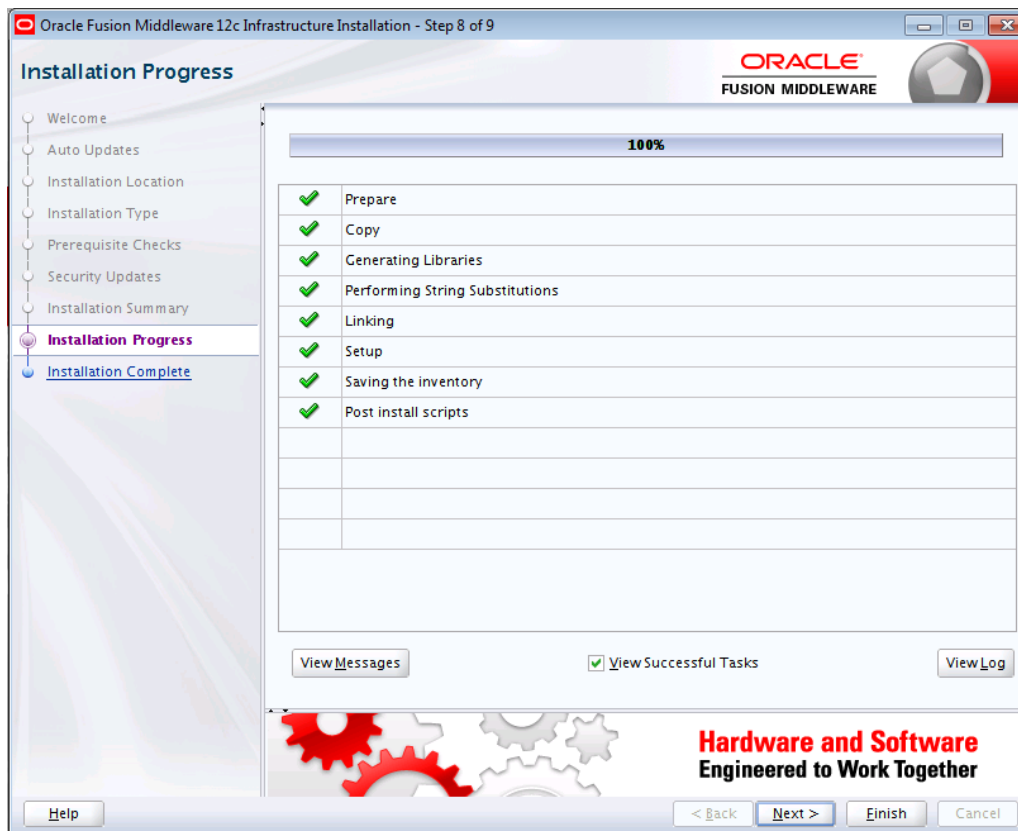 Oracle Fusion Middleware 12c Infrastructure Installation - Step 8 of 9
Installation Progress
ORACLE
FUSION MIDDLEWARE
Welcome
Auto Updates
Installation Location
Installation Type
Prerequisite Checks
Security Updates
Installation Summary
Installation Progress
Installation Complete
100%
Prepare
Copy
Generating Libraries
Performing String Substitutions
Linking
Setup
Saving the inventory
Post install scripts
View Messages
View Successful Tasks
View Log
Hardware and Software
Engineered to Work Together
Help
< Back
Next >
Finish
Cancel